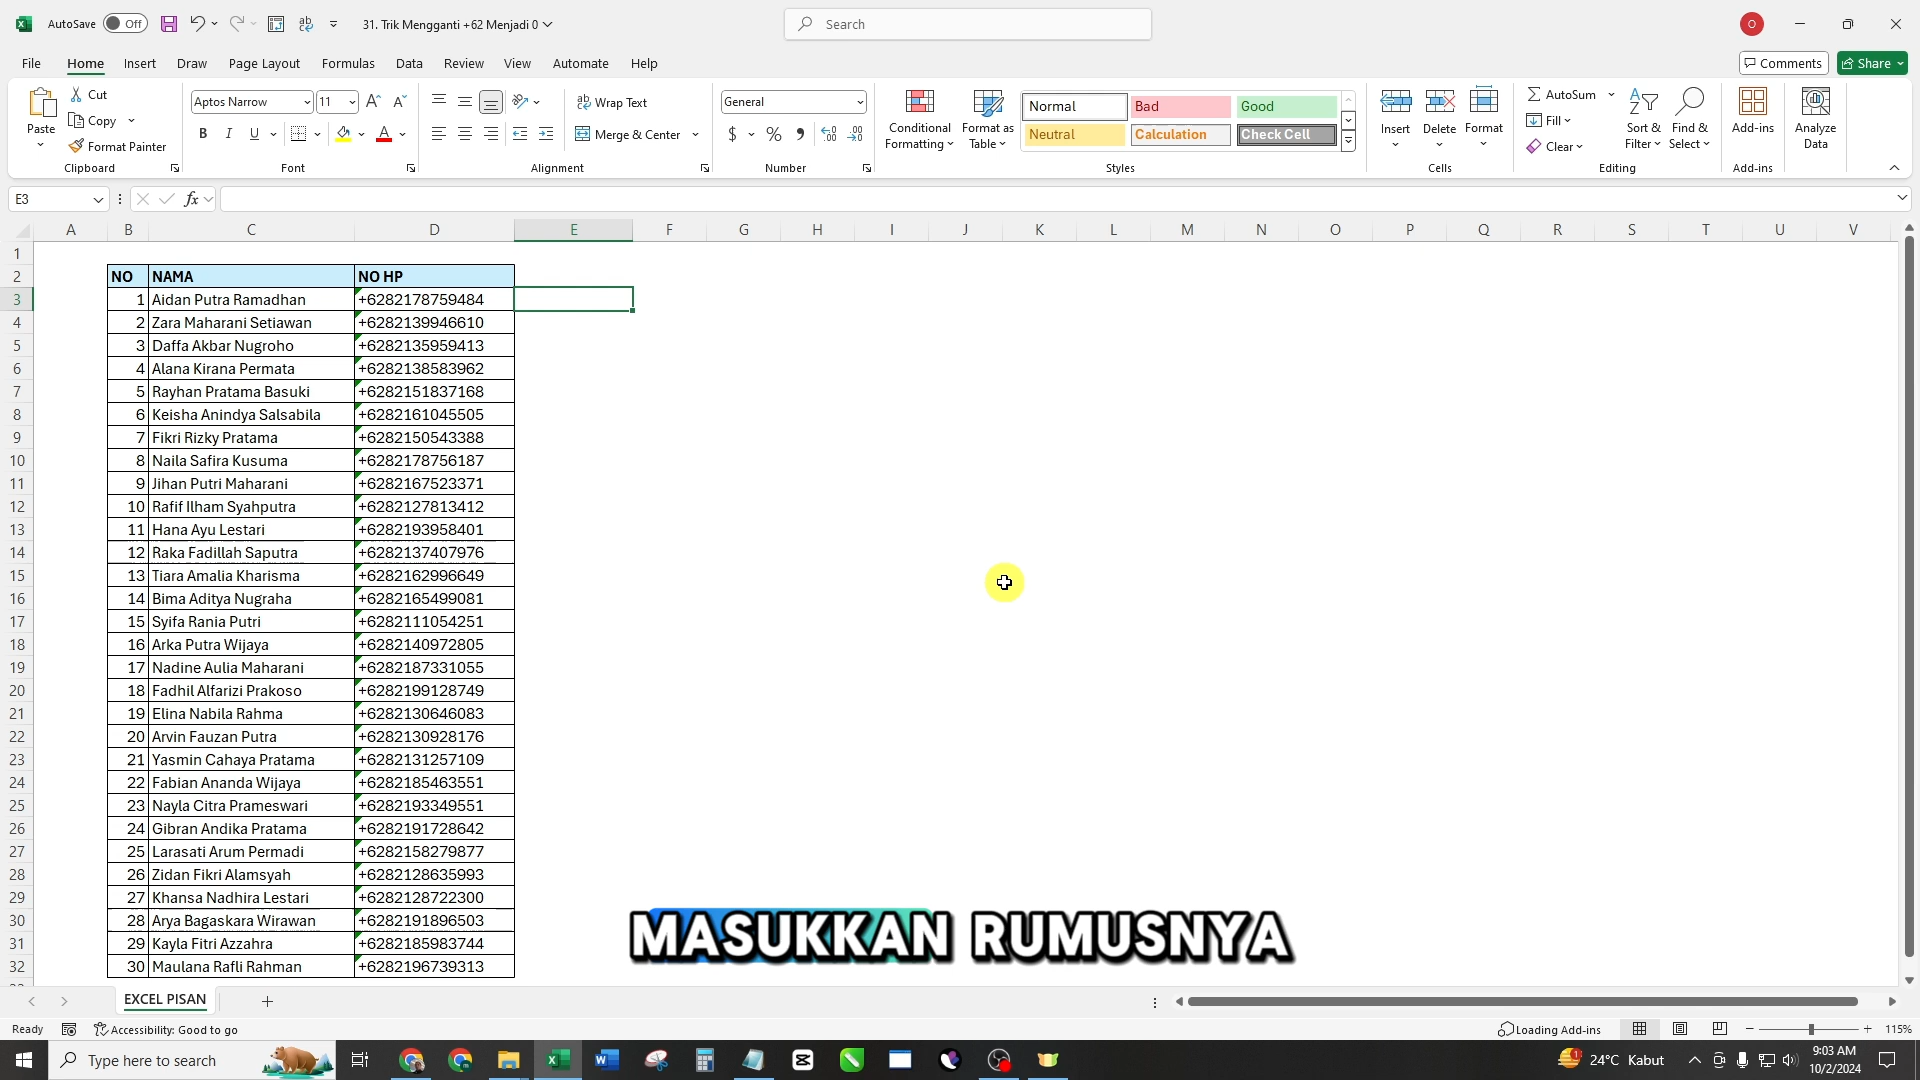 AutoSave Off 31. Trik Mengganti +62 Menjadi 0 Search O
File Home Insert Draw Page Layout Formulas Data Review View Automate Help Comments Share
Paste Cut Copy Format Painter Clipboard
Aptos Narrow 11 B I U A Font
Wrap Text Merge & Center Alignment
General $ % , Number
Conditional Formatting Format as Table
Normal Bad Good
Neutral Calculation Check Cell
Styles
Insert Delete Format Cells
AutoSum Fill Clear Sort & Filter Find & Select Editing
Add-ins Add-ins
Analyze Data
E3 fx
A B C D E F G H I J K L M N O P Q R S T U V
1
2 NO NAMA NO HP
3 1 Aidan Putra Ramadhan +6282178759484
4 2 Zara Maharani Setiawan +6282139946610
5 3 Daffa Akbar Nugroho +6282135959413
6 4 Alana Kirana Permata +6282138583962
7 5 Rayhan Pratama Basuki +6282151837168
8 6 Keisha Anindya Salsabila +6282161045505
9 7 Fikri Rizky Pratama +6282150543388
10 8 Naila Safira Kusuma +6282178756187
11 9 Jihan Putri Maharani +6282167523371
12 10 Rafif Ilham Syahputra +6282127813412
13 11 Hana Ayu Lestari +6282193958401
14 12 Raka Fadillah Saputra +6282137407976
15 13 Tiara Amalia Kharisma +6282162996649
16 14 Bima Aditya Nugraha +6282165499081
17 15 Syifa Rania Putri +6282111054251
18 16 Arka Putra Wijaya +6282140972805
19 17 Nadine Aulia Maharani +6282187331055
20 18 Fadhil Alfarizi Prakoso +6282199128749
21 19 Elina Nabila Rahma +6282130646083
22 20 Arvin Fauzan Putra +6282130928176
23 21 Yasmin Cahaya Pratama +6282131257109
24 22 Fabian Ananda Wijaya +6282185463551
25 23 Nayla Citra Prameswari +6282193349551
26 24 Gibran Andika Pratama +6282191728642
27 25 Larasati Arum Permadi +6282158279877
28 26 Zidan Fikri Alamsyah +6282128635993
29 27 Khansa Nadhira Lestari +6282128722300
30 28 Arya Bagaskara Wirawan +6282191896503
31 29 Kayla Fitri Azzahra +6282185983744
32 30 Maulana Rafli Rahman +6282196739313
MASUKKAN RUMUSNYA
EXCEL PISAN
Ready Accessibility: Good to go Loading Add-ins 115%
Type here to search 24°C Kabut 9:03 AM
10/2/2024